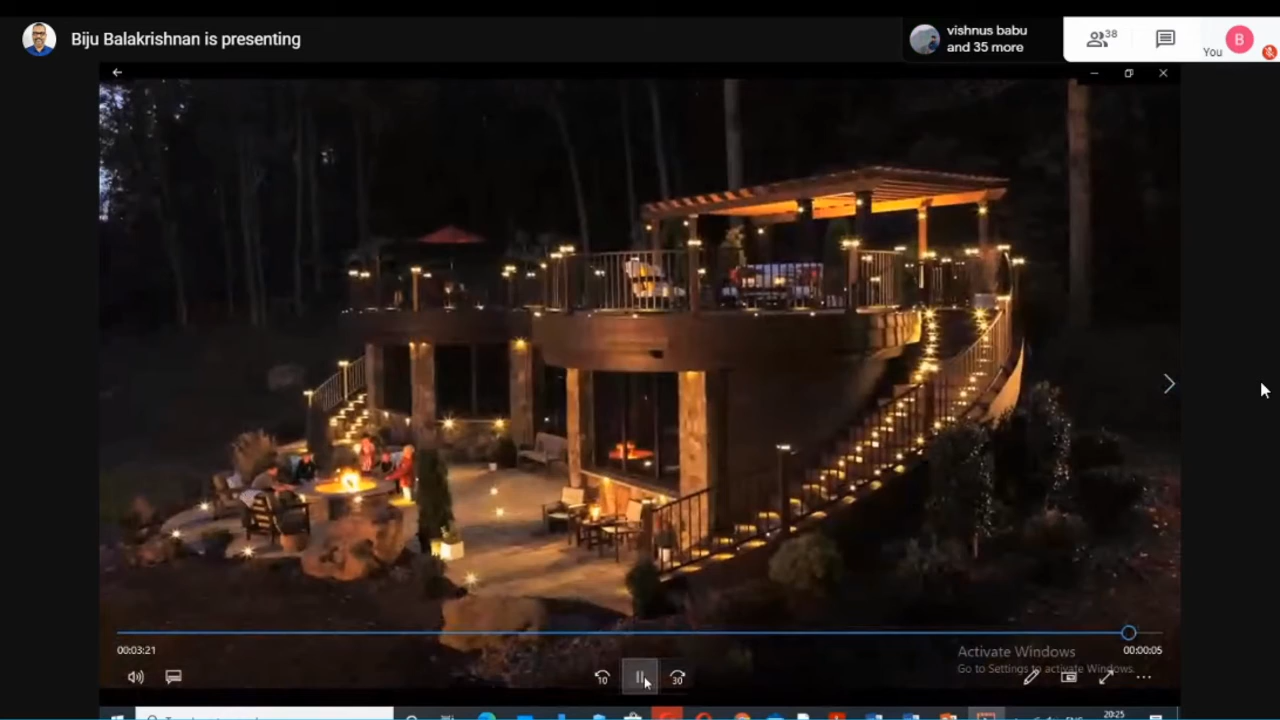 Biju Balakrishnan is presenting
vishnus babu
and 35 more
38
You
B
00:03:21
00:00:05
Activate Windows
Go to Settings to activate Windows.
10
30
20:25